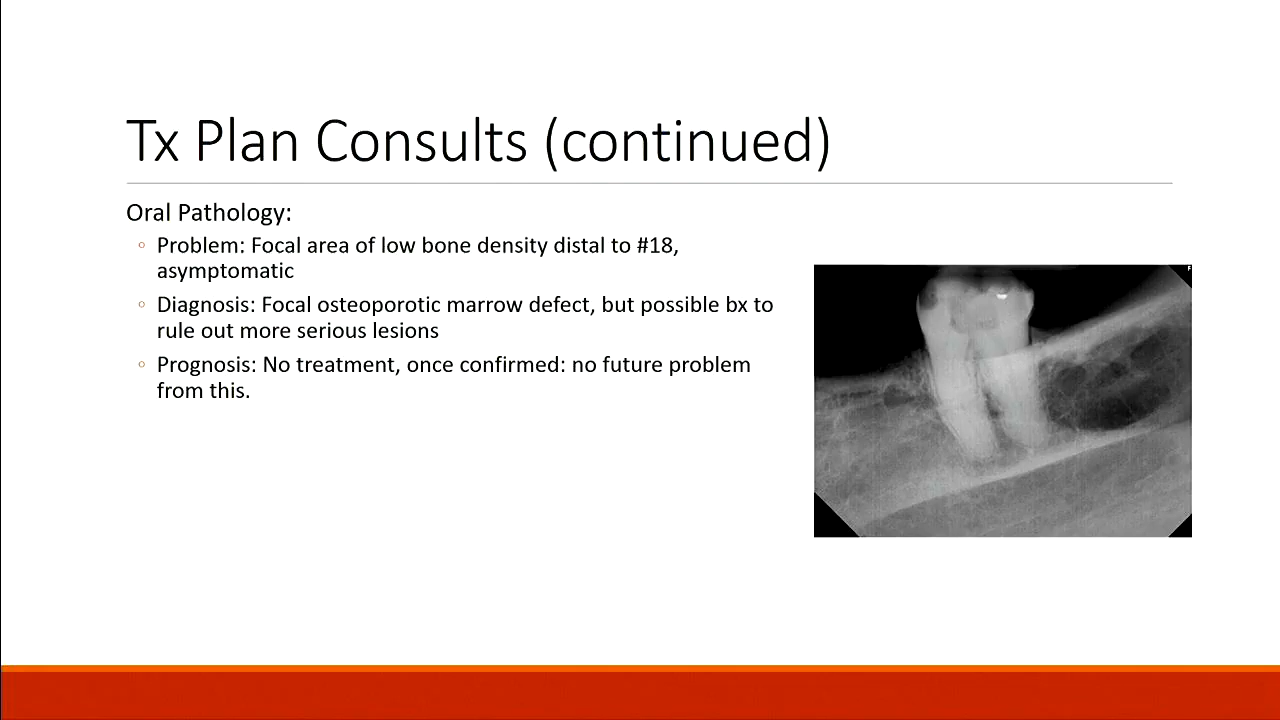 Tx Plan Consults (continued)
Oral Pathology:
◦ Problem: Focal area of low bone density distal to #18,
asymptomatic
◦ Diagnosis: Focal osteoporotic marrow defect, but possible bx to
rule out more serious lesions
◦ Prognosis: No treatment, once confirmed: no future problem
from this.
F